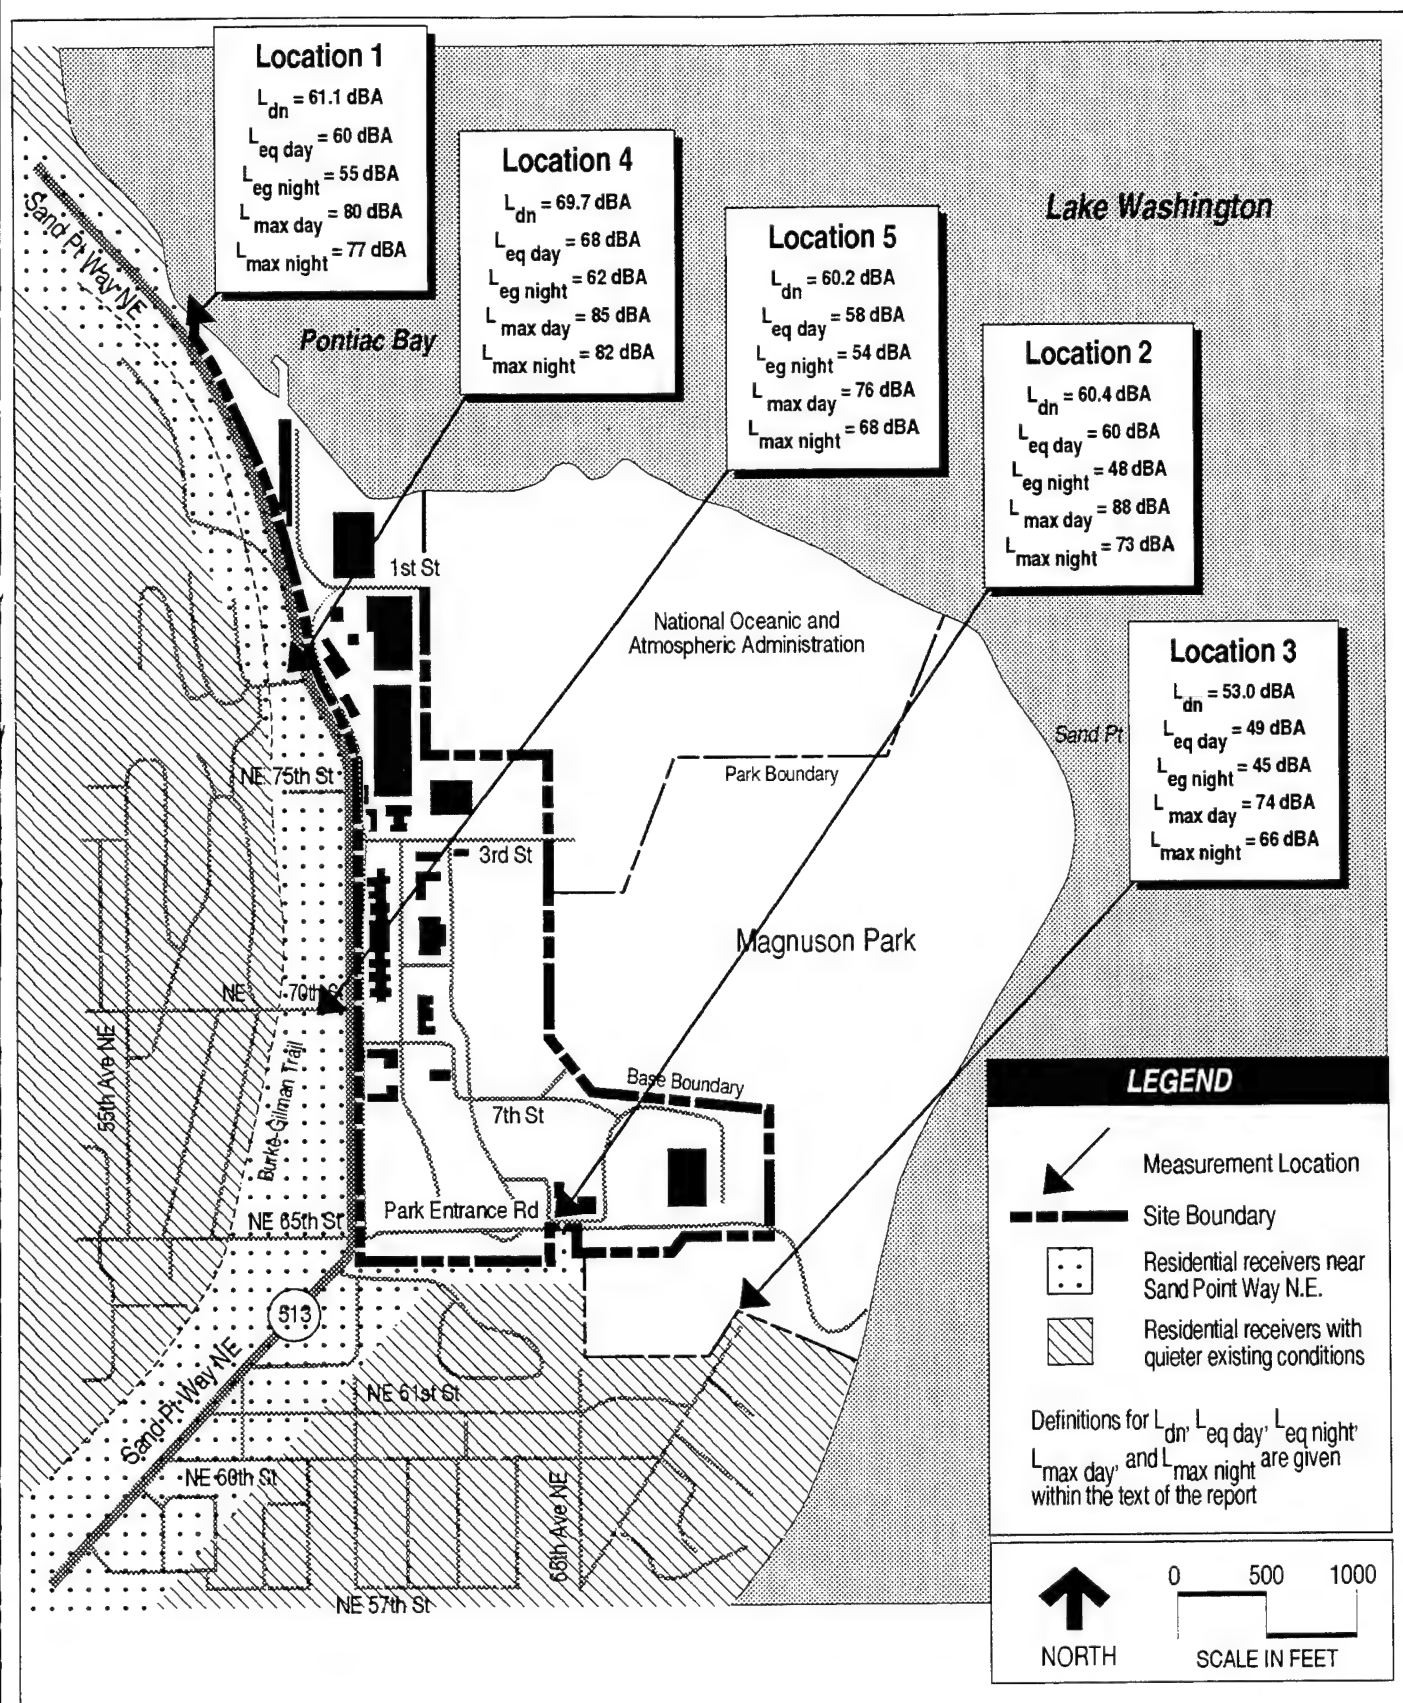 Location 1
Ldn = 61.1 dBA
Leq day = 60 dBA
Leg night = 55 dBA
Lmax day = 80 dBA
Lmax night = 77 dBA
Location 4
Ldn = 69.7 dBA
Leq day = 68 dBA
Leg night = 62 dBA
L max day = 85 dBA
Lmax night = 82 dBA
Location 5
Ldn = 60.2 dBA
Leq day = 58 dBA
Leg night = 54 dBA
L max day = 76 dBA
Lmax night = 68 dBA
Location 2
Ldn = 60.4 dBA
Leq day = 60 dBA
Leg night = 48 dBA
L max day = 88 dBA
Lmax night = 73 dBA
Location 3
Ldn = 53.0 dBA
Leq day = 49 dBA
Leg night = 45 dBA
L max day = 74 dBA
Lmax night = 66 dBA
Lake Washington
Sand Pt Way NE
Pontiac Bay
1st St
National Oceanic and
Atmospheric Administration
Sand Pt
Park Boundary
NE 75th St
3rd St
Magnuson Park
NE 70th St
55th Ave NE
Burke-Gilman Trail
Base Boundary
7th St
Park Entrance Rd
NE 65th St
513
Sand Pt Way NE
NE 61st St
NE 60th St
66th Ave NE
NE 57th St
LEGEND
Measurement Location
Site Boundary
Residential receivers near
Sand Point Way N.E.
Residential receivers with
quieter existing conditions
Definitions for Ldn, Leq day, Leq night,
Lmax day, and Lmax night are given
within the text of the report
NORTH
0 500 1000
SCALE IN FEET